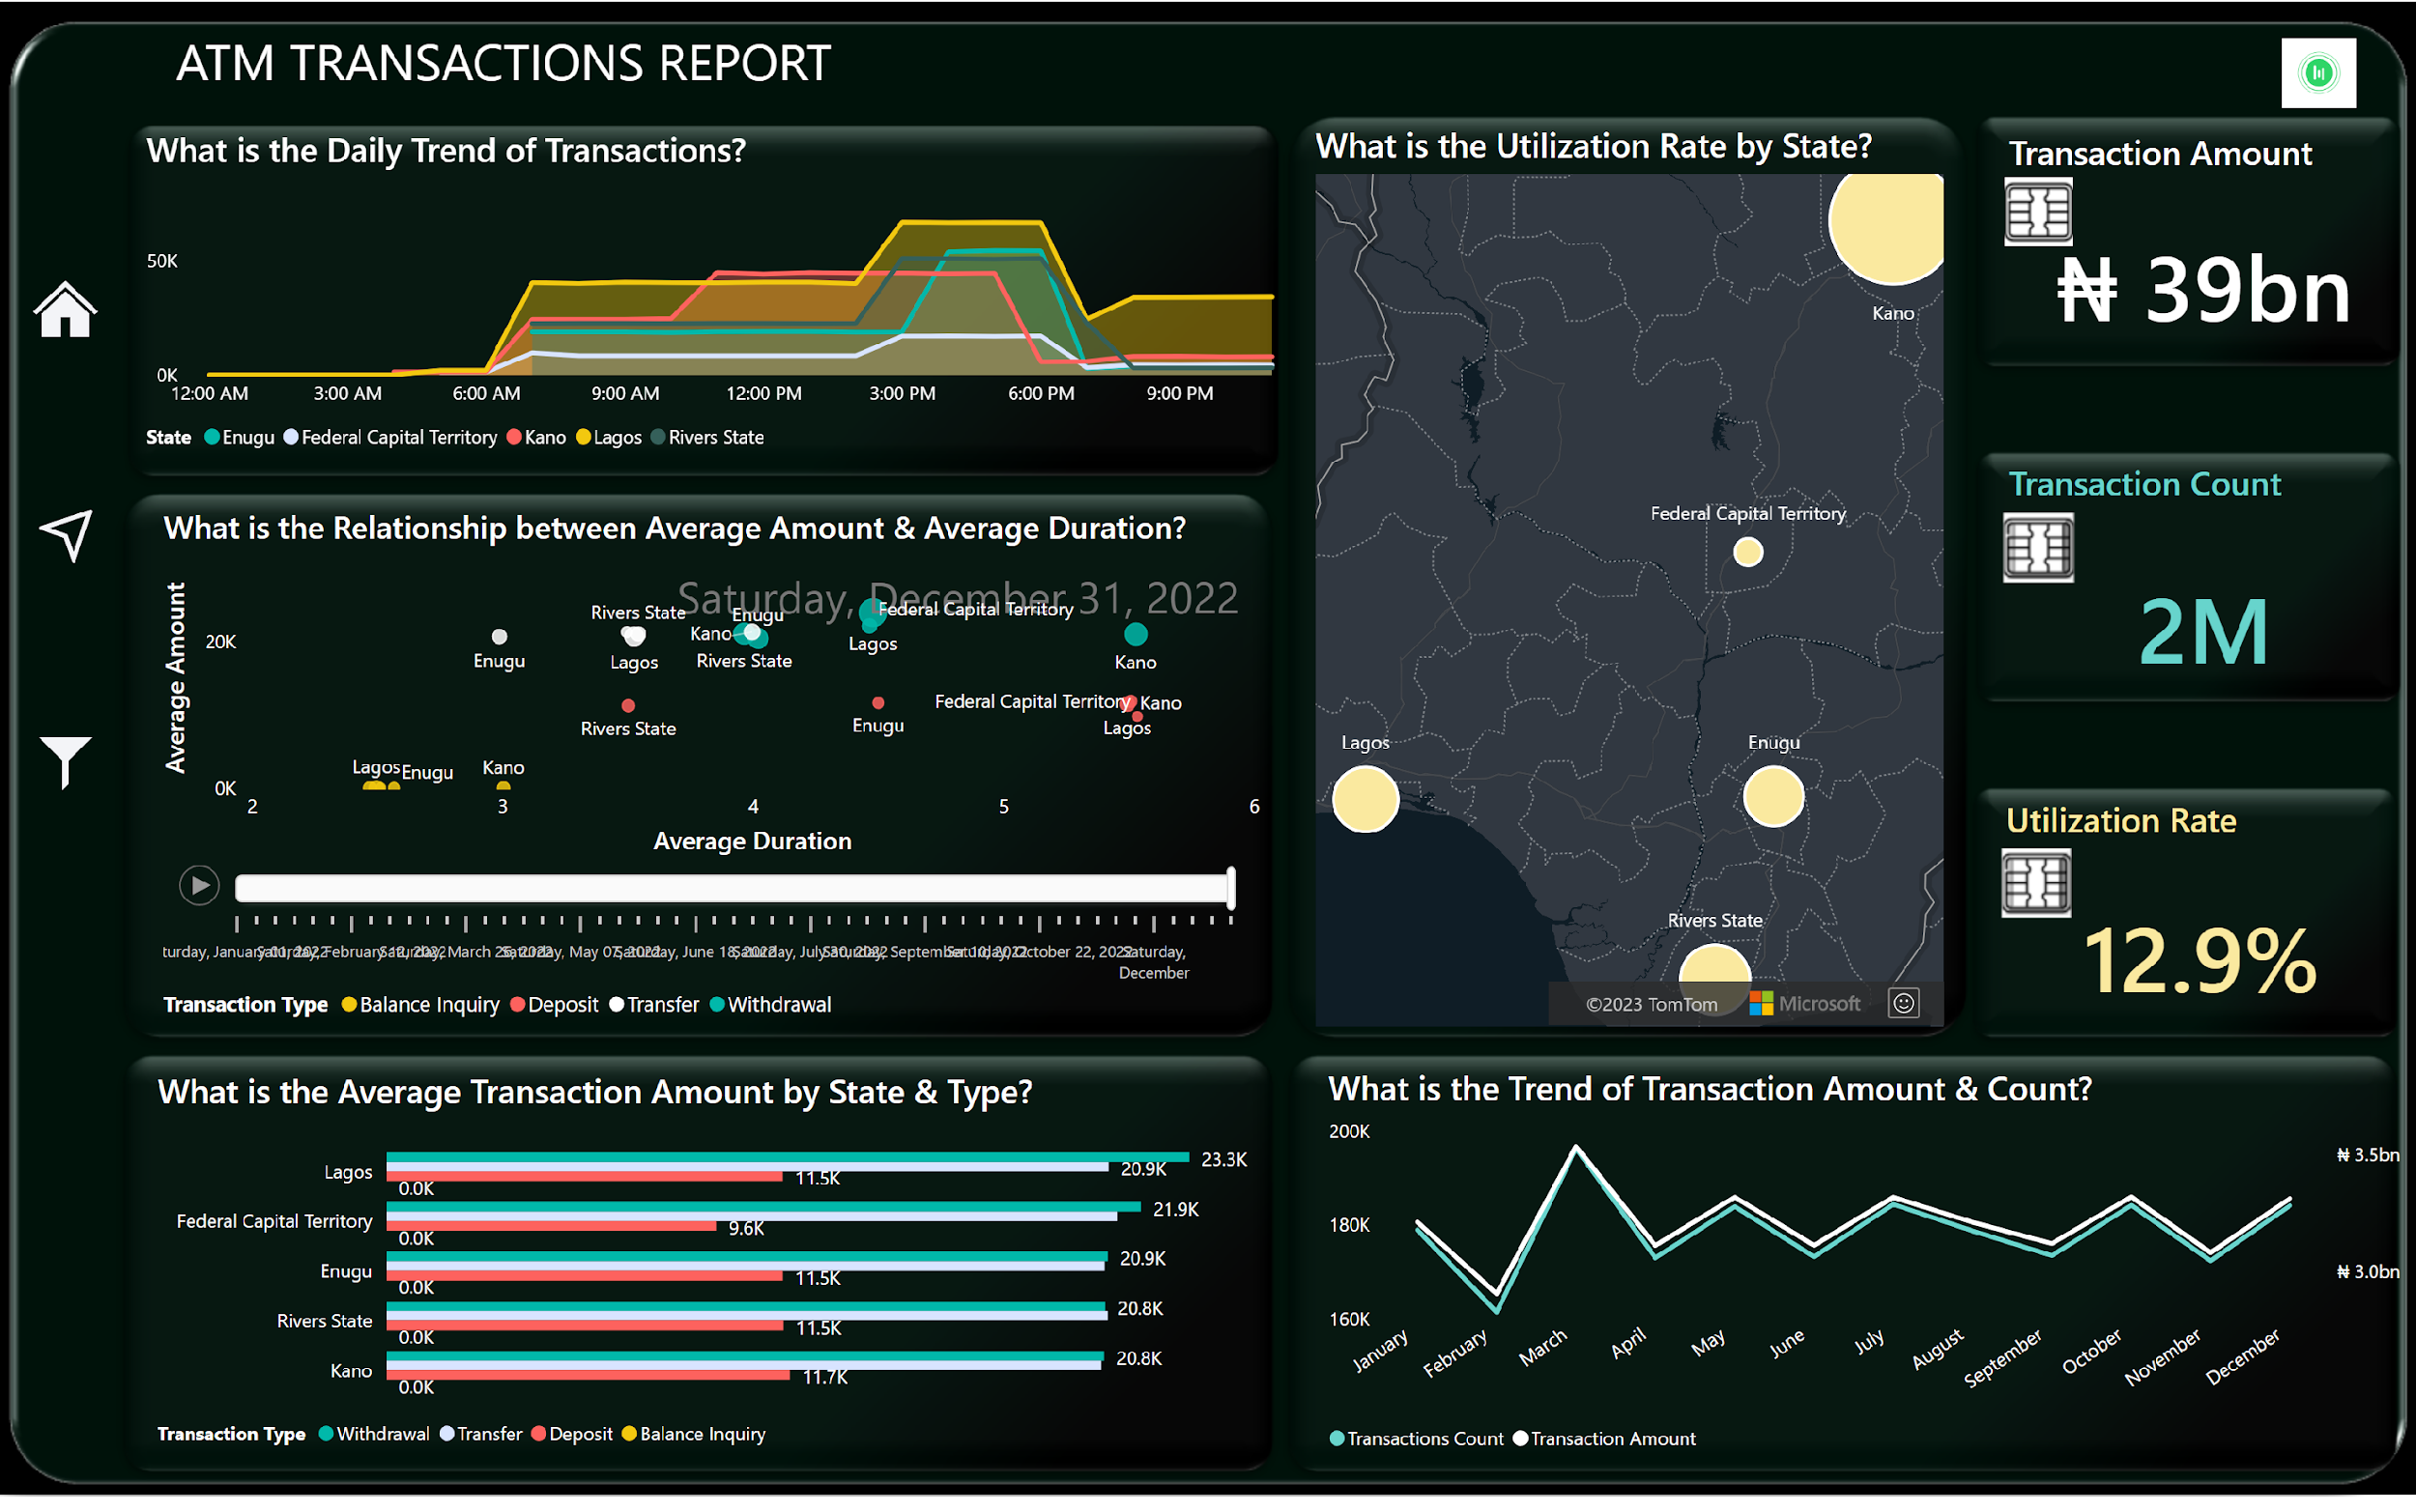 ATM TRANSACTIONS REPORT
What is the Daily Trend of Transactions?
50K
0K
12:00 AM 3:00 AM 6:00 AM 9:00 AM 12:00 PM 3:00 PM 6:00 PM 9:00 PM
State Enugu Federal Capital Territory Kano Lagos Rivers State
What is the Relationship between Average Amount & Average Duration?
Saturday, December 31, 2022
Average Amount
20K
0K
Rivers State
Enugu
Federal Capital Territory
Kano
Lagos
Enugu
Lagos
Rivers State
Kano
Federal Capital Territory
Kano
Rivers State
Enugu
Lagos
Lagos
Enugu
Kano
2 3 4 5 6
Average Duration
Saturday,
December
Transaction Type Balance Inquiry Deposit Transfer Withdrawal
What is the Utilization Rate by State?
Kano
Federal Capital Territory
Lagos
Enugu
Rivers State
©2023 TomTom Microsoft
Transaction Amount
₦ 39bn
Transaction Count
2M
Utilization Rate
12.9%
What is the Average Transaction Amount by State & Type?
Lagos
23.3K
20.9K
11.5K
0.0K
Federal Capital Territory
21.9K
9.6K
0.0K
Enugu
20.9K
11.5K
0.0K
Rivers State
20.8K
11.5K
0.0K
Kano
20.8K
11.7K
0.0K
Transaction Type Withdrawal Transfer Deposit Balance Inquiry
What is the Trend of Transaction Amount & Count?
200K
180K
160K
₦ 3.5bn
₦ 3.0bn
January February March April May June July August September October November December
Transactions Count Transaction Amount